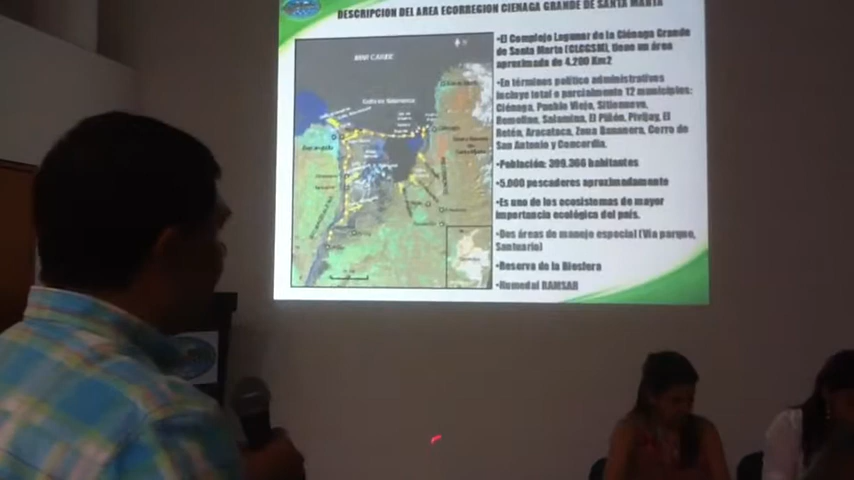 DESCRIPCION DEL AREA ECORREGION CIENAGA GRANDE DE SANTA MARTA
•El Complejo Lagunar de la Ciénaga Grande
de Santa Marta (CLCGSM), tiene un área
aproximada de 4.200 Km2
•En términos político administrativos
incluye total o parcialmente 12 municipios:
Ciénaga, Pueblo Viejo, Sitionuevo,
Remolino, Salamina, El Piñón, Pivijay, El
Retén, Aracataca, Zona Bananera, Cerro de
San Antonio y Concordia.
•Población: 399.366 habitantes
•5.000 pescadores aproximadamente
•Es uno de los ecosistemas de mayor
importancia ecológica del país.
•Dos áreas de manejo especial (Vía parque,
Santuario)
•Reserva de la Biosfera
•Humedal RAMSAR
MAR CARIBE